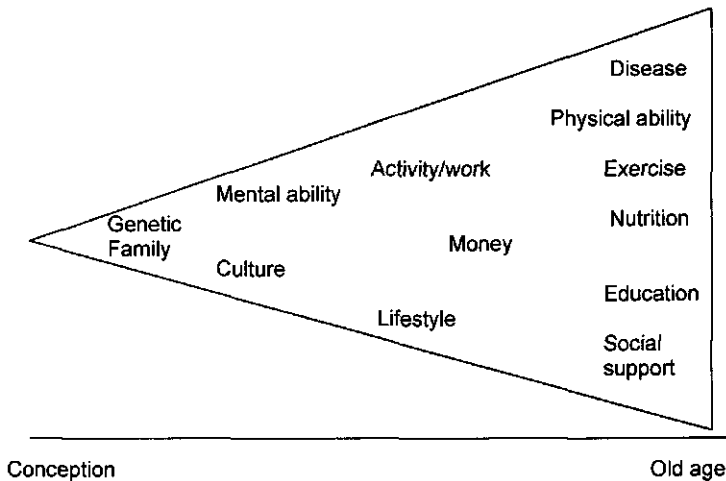 Disease
Physical ability
Activity/work
Exercise
Mental ability
Genetic
Family
Nutrition
Money
Culture
Education
Lifestyle
Social
support
Conception
Old age